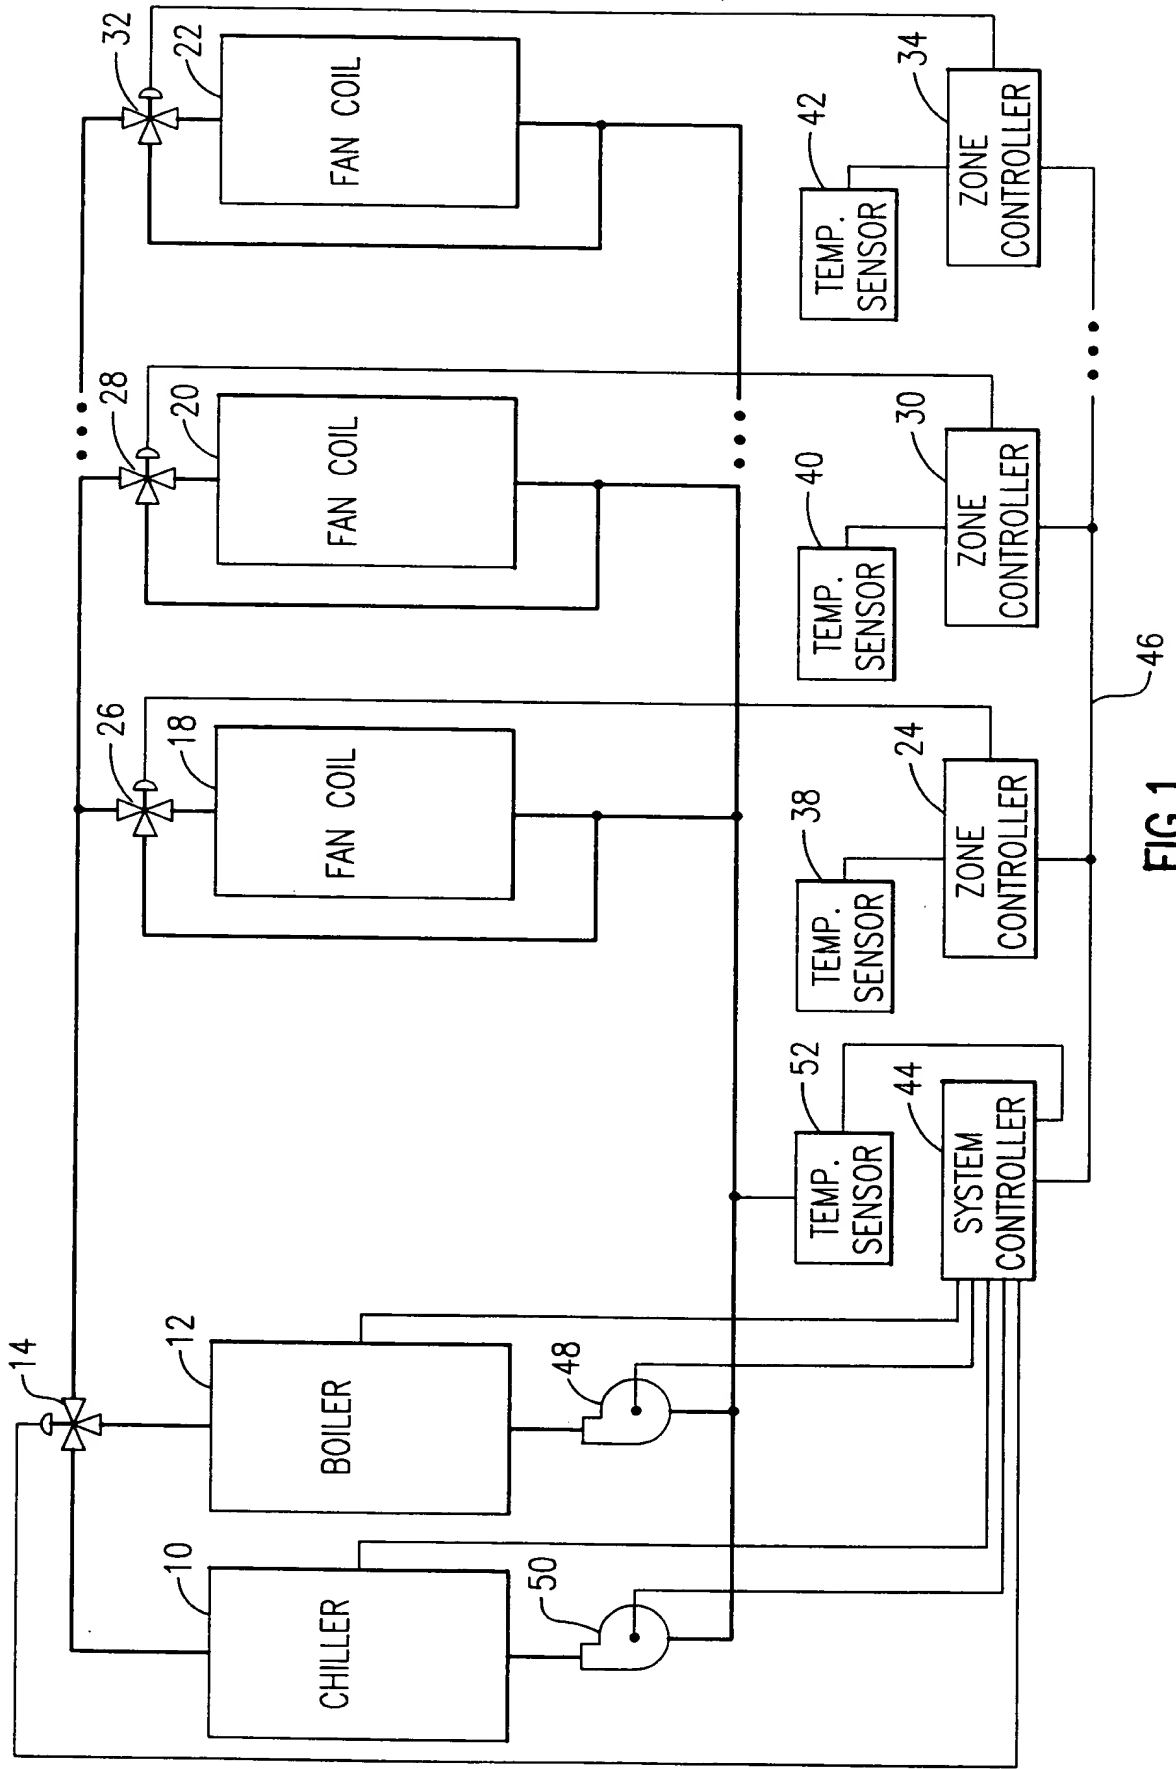 14
10
CHILLER
12
BOILER
50
48
26
18
FAN COIL
28
20
FAN COIL
32
22
FAN COIL
52
TEMP.
SENSOR
38
TEMP.
SENSOR
40
TEMP.
SENSOR
42
TEMP.
SENSOR
44
SYSTEM
CONTROLLER
24
ZONE
CONTROLLER
30
ZONE
CONTROLLER
34
ZONE
CONTROLLER
46
FIG.1